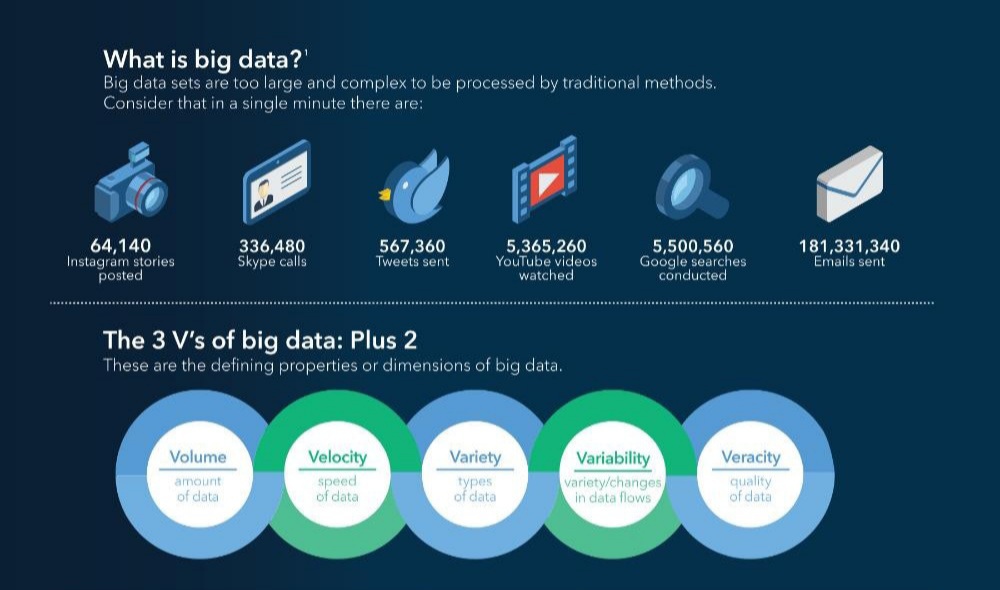 What is big data?¹
Big data sets are too large and complex to be processed by traditional methods.
Consider that in a single minute there are:
64,140
Instagram stories
posted
336,480
Skype calls
567,360
Tweets sent
5,365,260
YouTube videos
watched
5,500,560
Google searches
conducted
181,331,340
Emails sent
The 3 V’s of big data: Plus 2
These are the defining properties or dimensions of big data.
Volume
amount
of data
Velocity
speed
of data
Variety
types
of data
Variability
variety/changes
in data flows
Veracity
quality
of data